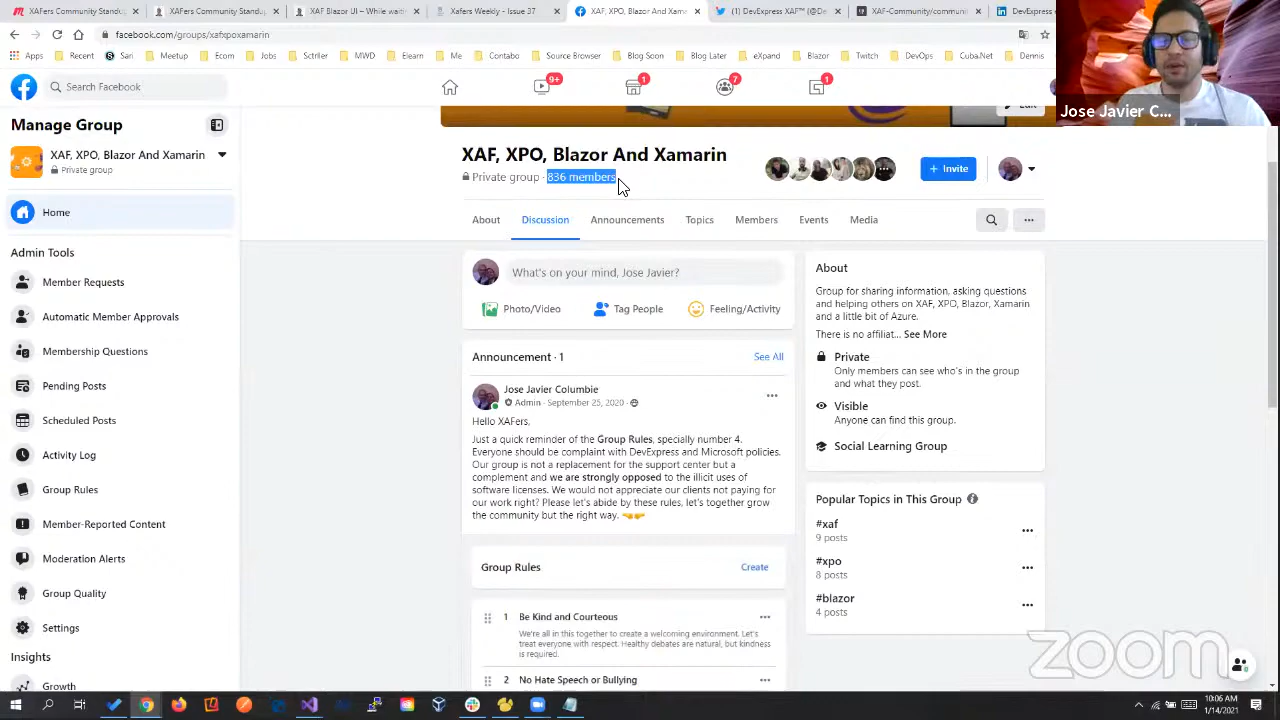 XAFers Community Standup
XAFers Community Standup
XAF Blazor UI – While waiti
XAFers Weekly - Issue 37
XAF, XPO, Blazor And Xama
DevExpress XAF™ (@De
XAF-Community/communi
DevExpress
facebook.com/groups/xafxpoxamarin
Apps
Recent
Sari
Meetup
Ecom
Jobs
Sctrler
MWD
Elearn
Me
Contabo
Source Browser
Blog Soon
Blog Later
eXpand
Blazor
Twitch
DevOps
Cuba.Net
Dennis
Search Facebook
9+
1
7
1
Jose Javier C...
Manage Group
XAF, XPO, Blazor And Xamarin
Private group
Home
Admin Tools
Member Requests
Automatic Member Approvals
Membership Questions
Pending Posts
Scheduled Posts
Activity Log
Group Rules
Member-Reported Content
Moderation Alerts
Group Quality
Settings
Insights
Growth
Edit
XAF, XPO, Blazor And Xamarin
Private group · 836 members
+ Invite
About
Discussion
Announcements
Topics
Members
Events
Media
What's on your mind, Jose Javier?
Photo/Video
Tag People
Feeling/Activity
Announcement · 1
See All
Jose Javier Columbie
Admin · September 25, 2020 ·
Hello XAFers,
Just a quick reminder of the Group Rules, specially number 4.
Everyone should be complaint with DevExpress and Microsoft policies.
Our group is not a replacement for the support center but a
complement and we are strongly opposed to the illicit uses of
software licenses. We would not appreciate our clients not paying for
our work right? Please let's abide by these rules, let's together grow
the community but the right way.
Group Rules
Create
1 Be Kind and Courteous
We're all in this together to create a welcoming environment. Let's
treat everyone with respect. Healthy debates are natural, but kindness
is required.
2 No Hate Speech or Bullying
About
Group for sharing information, asking questions
and helping others on XAF, XPO, Blazor, Xamarin
and a little bit of Azure.
There is no affiliat... See More
Private
Only members can see who's in the group
and what they post.
Visible
Anyone can find this group.
Social Learning Group
Popular Topics in This Group
#xaf
9 posts
#xpo
8 posts
#blazor
4 posts
zoom
10:06 AM
1/14/2021